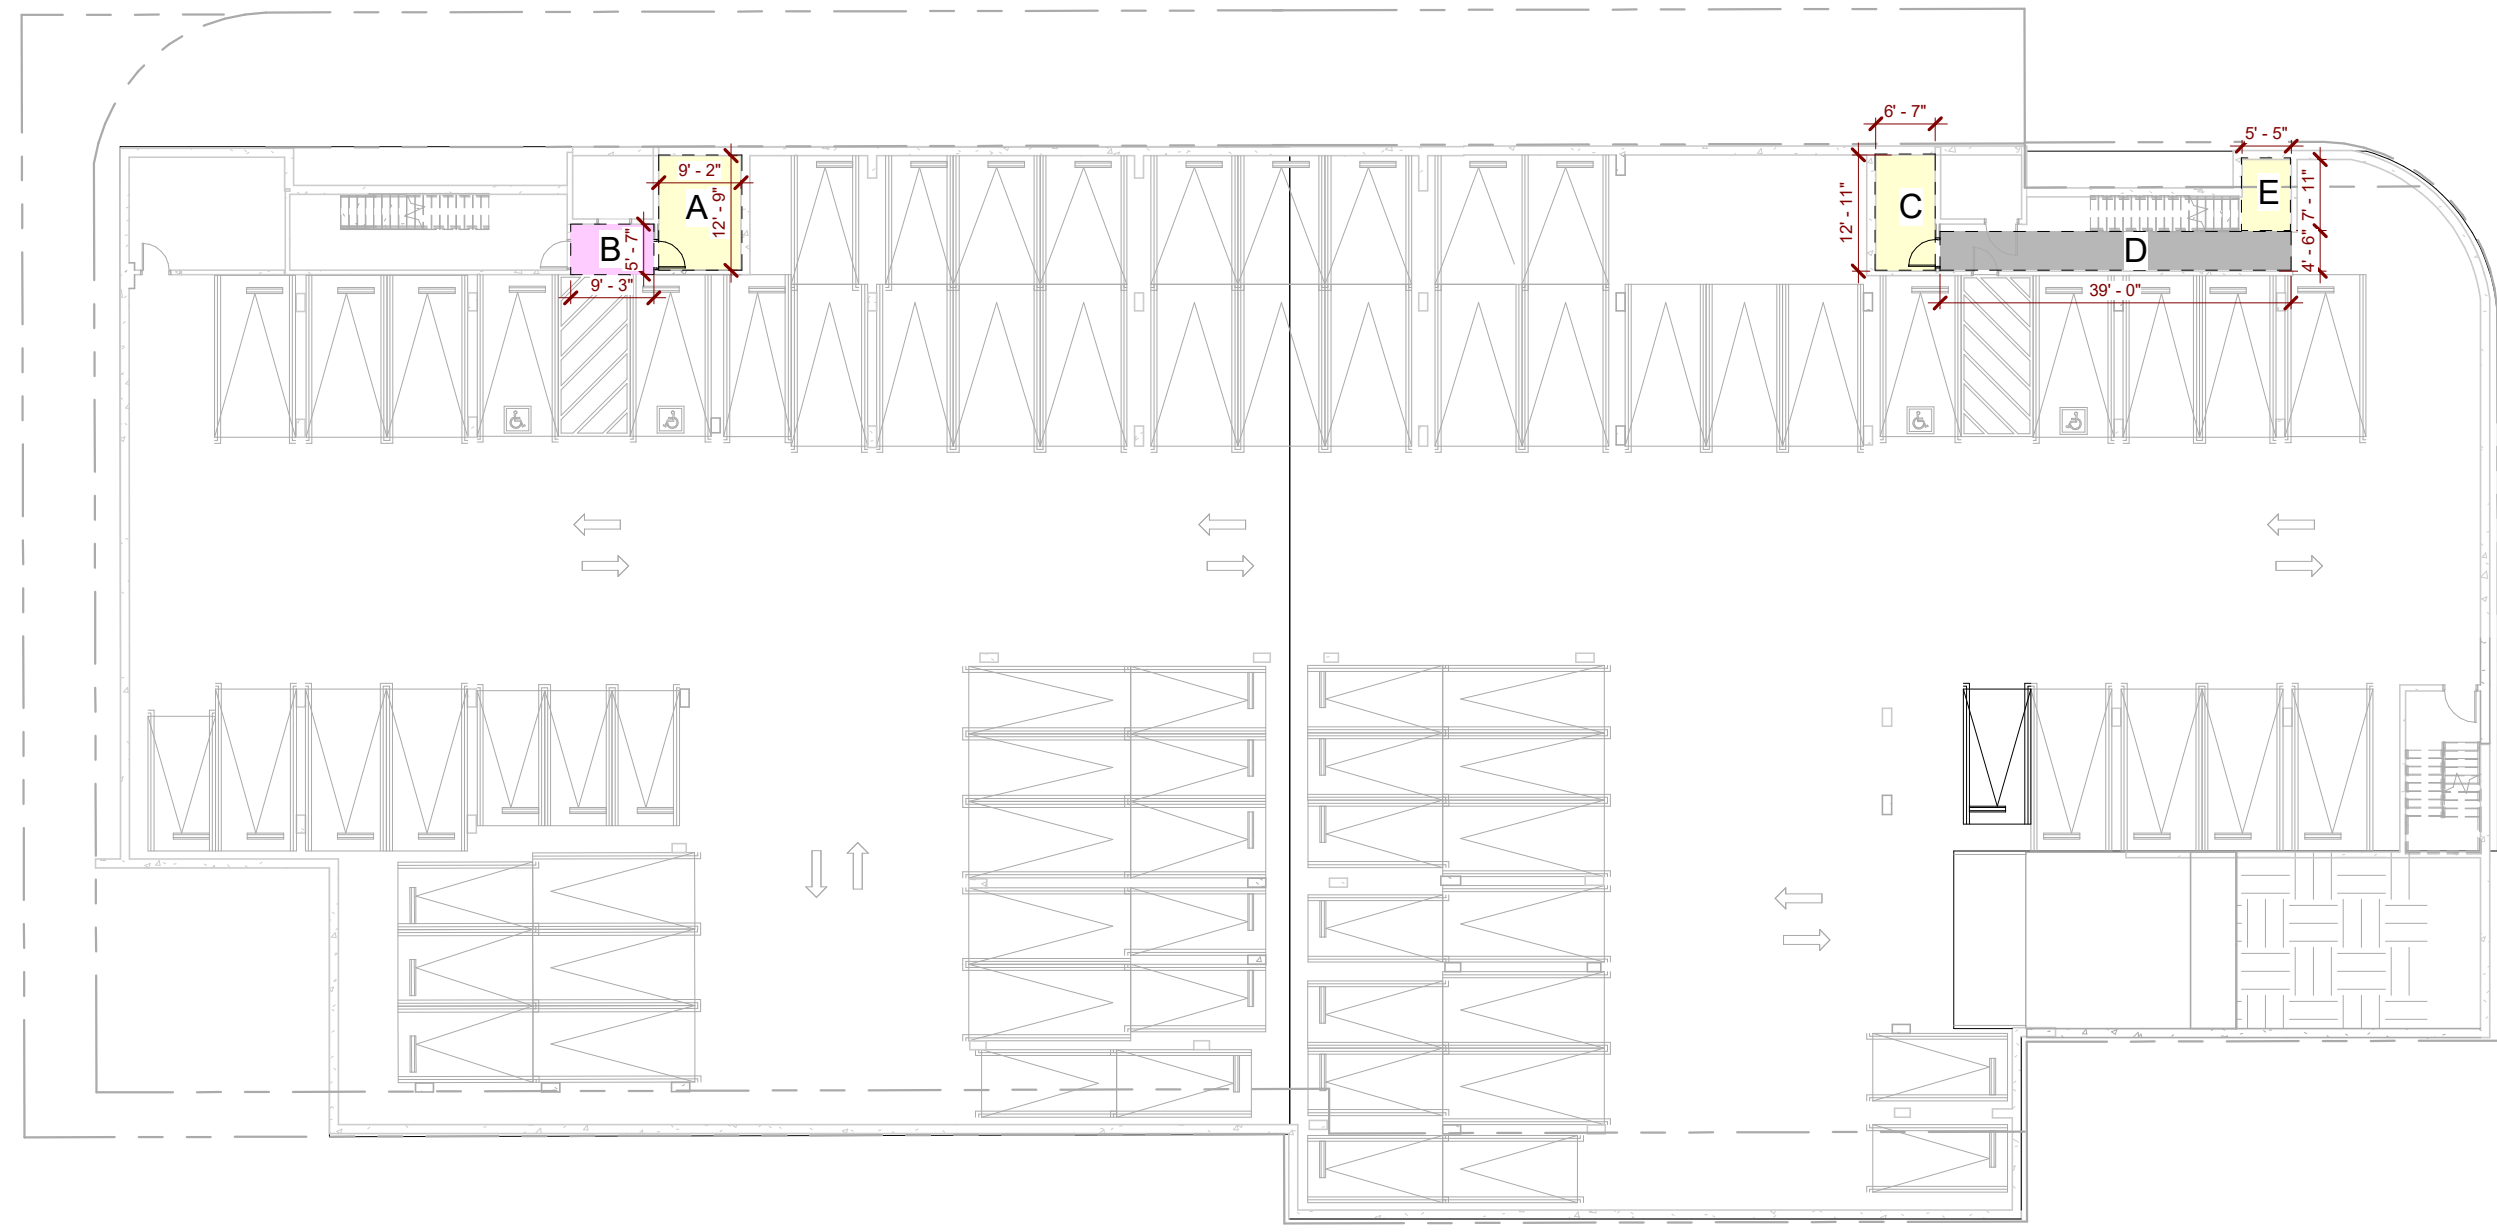 6' - 7"
5' - 5"
9' - 2"
A
12' - 9"
B
5' - 7"
9' - 3"
12' - 11"
C
E
7' - 11"
D
4' - 6"
39' - 0"